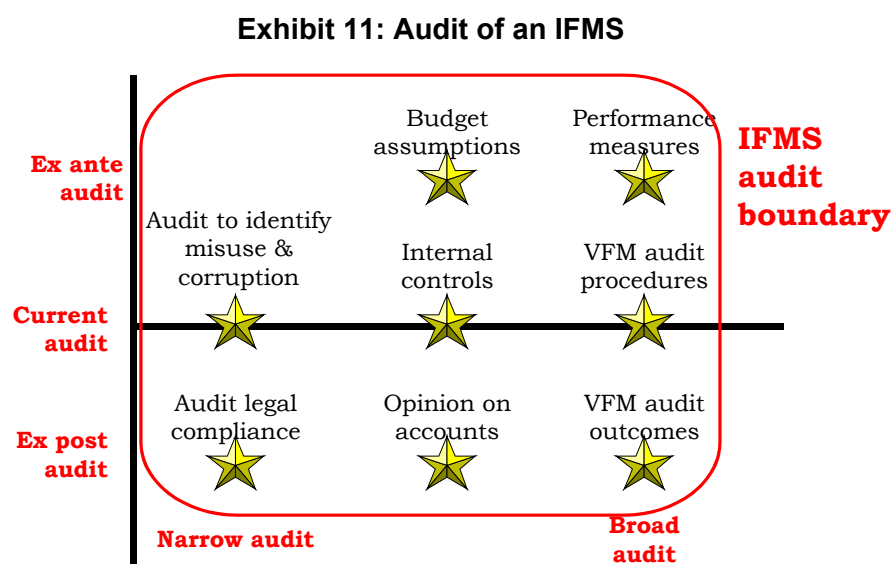 Exhibit 11: Audit of an IFMS
Budget
assumptions
Performance
measures
IFMS
audit
boundary
Ex ante
audit
Audit to identify
misuse &
corruption
Internal
controls
VFM audit
procedures
Current
audit
Audit legal
compliance
Opinion on
accounts
VFM audit
outcomes
Ex post
audit
Narrow audit
Broad
audit